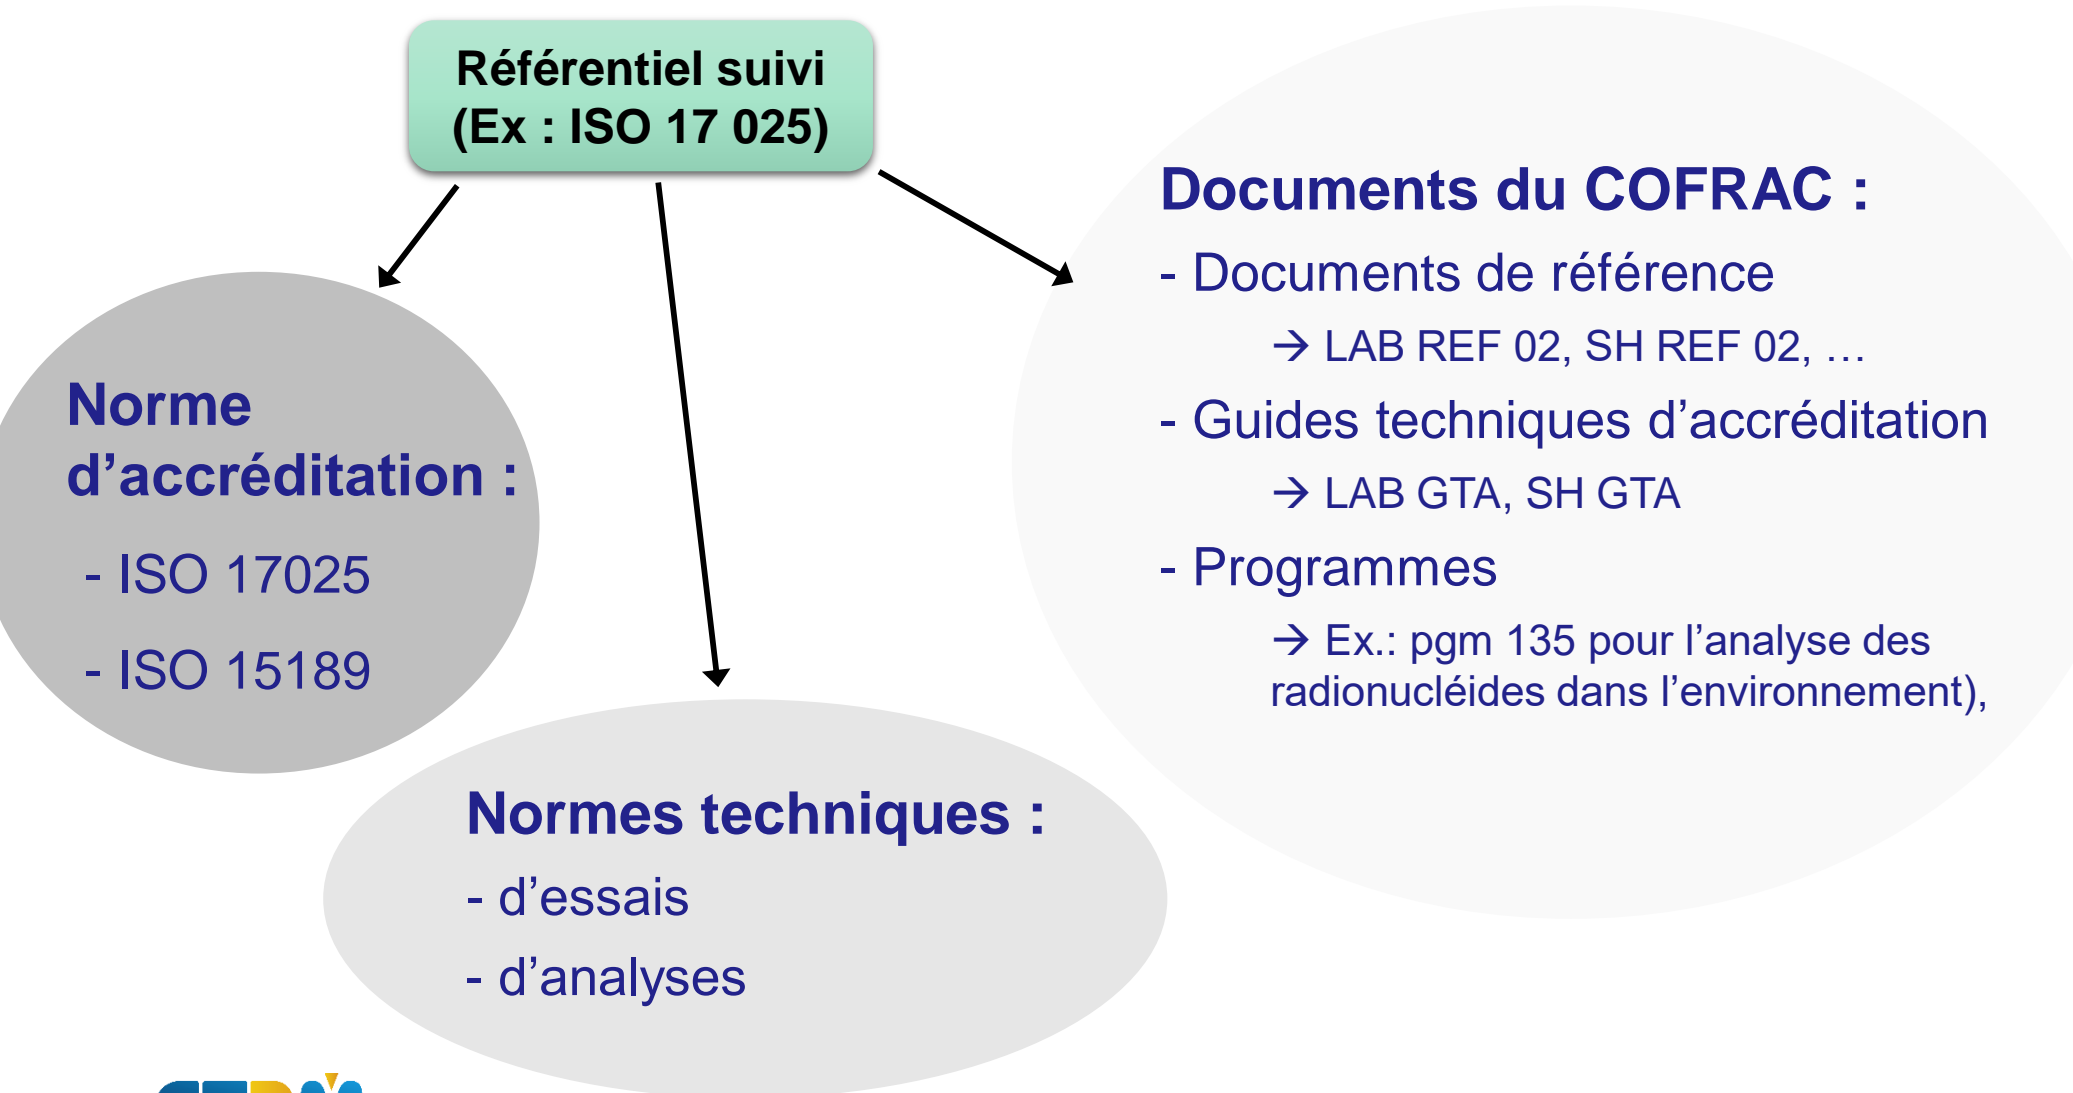 Référentiel suivi
(Ex : ISO 17 025)
Norme
d’accréditation :
- ISO 17025
- ISO 15189
Normes techniques :
- d’essais
- d’analyses
Documents du COFRAC :
- Documents de référence
→ LAB REF 02, SH REF 02, …
- Guides techniques d’accréditation
→ LAB GTA, SH GTA
- Programmes
→ Ex.: pgm 135 pour l’analyse des
radionucléides dans l’environnement),